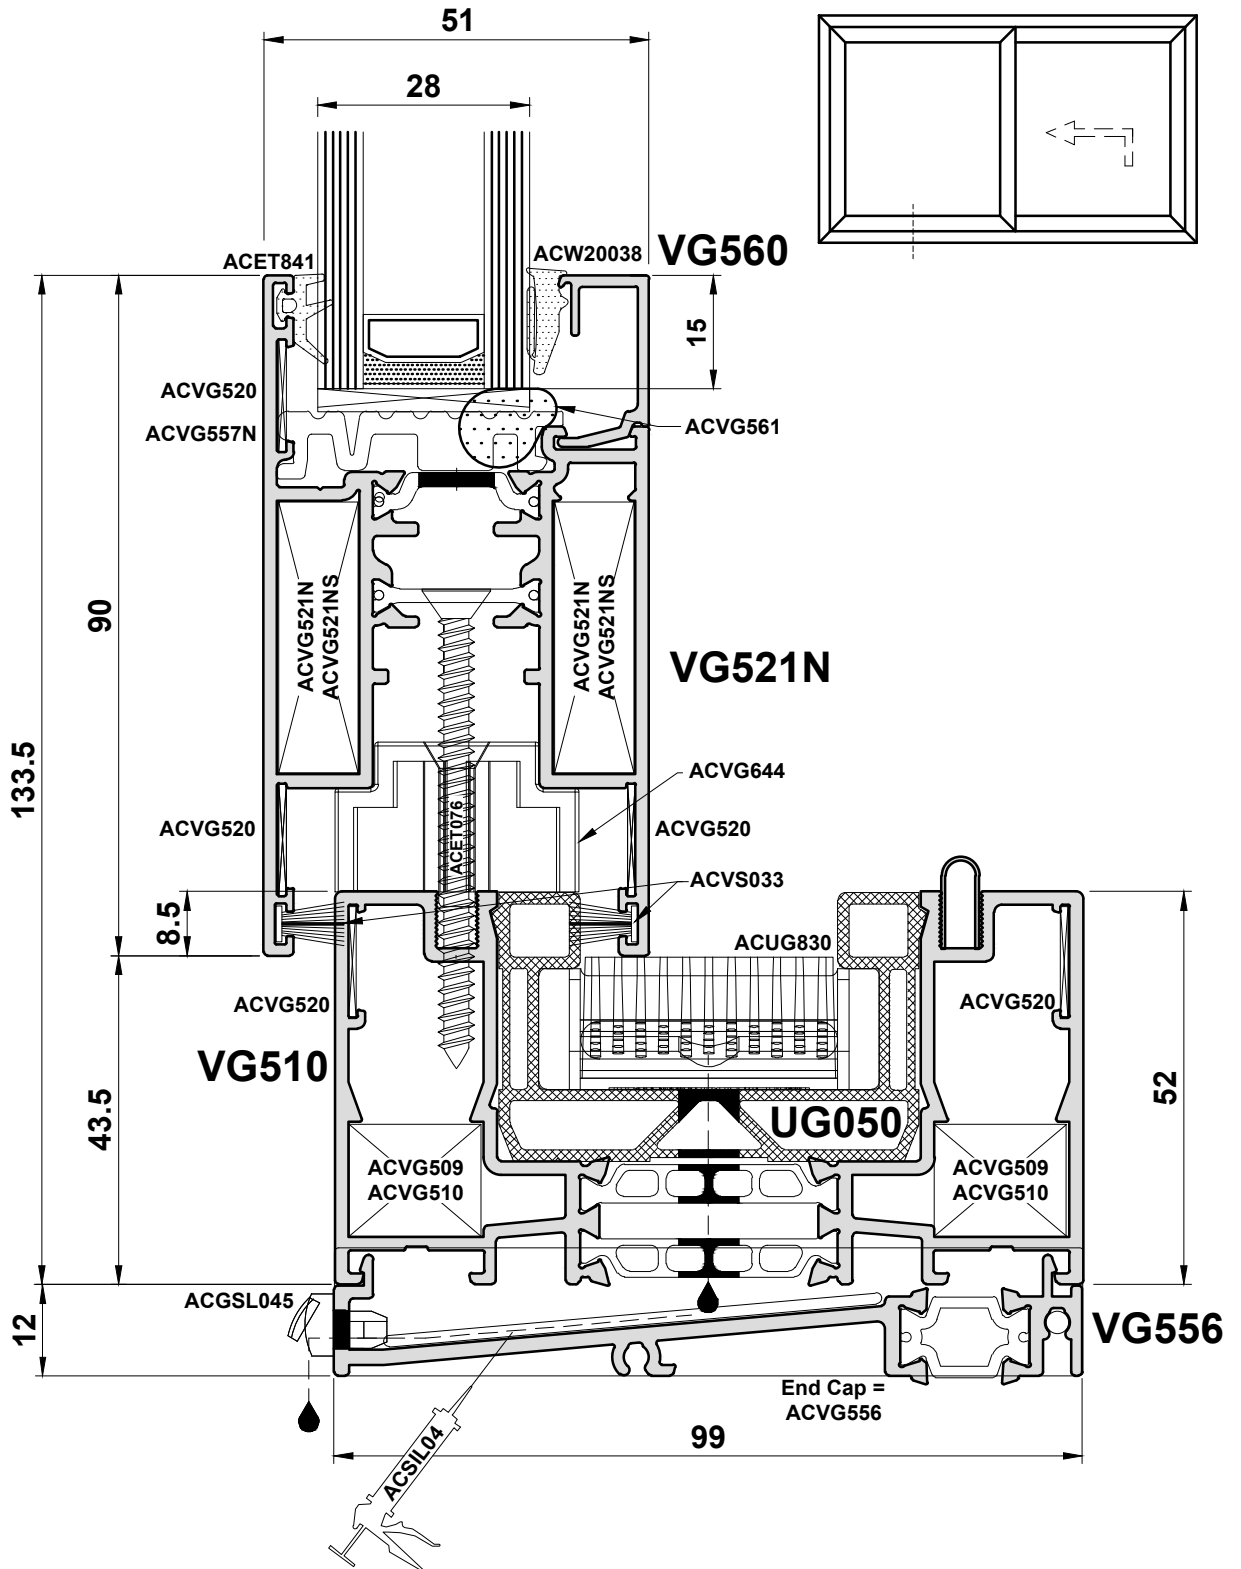 51
28
ACET841
ACW20038
VG560
15
ACVG520
ACVG557N
ACVG561
ACVG521N
ACVG521NS
ACVG521N
ACVG521NS
90
VG521N
133.5
ACVG644
ACVG520
ACET076
ACVG520
ACVS033
8.5
ACUG830
ACVG520
ACVG520
VG510
43.5
52
UG050
ACVG509
ACVG510
ACVG509
ACVG510
ACGSL045
12
VG556
End Cap =
ACVG556
99
ACSIL04